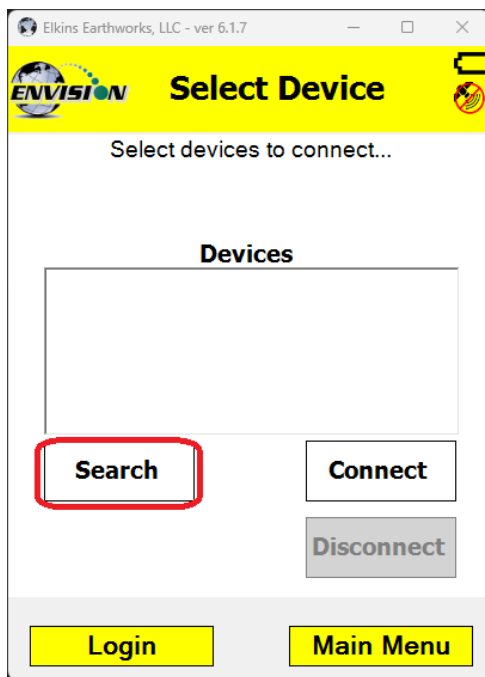 Elkins Earthworks, LLC - ver 6.1.7
ENVISION
Select Device
Select devices to connect...
Devices
Search
Connect
Disconnect
Login
Main Menu